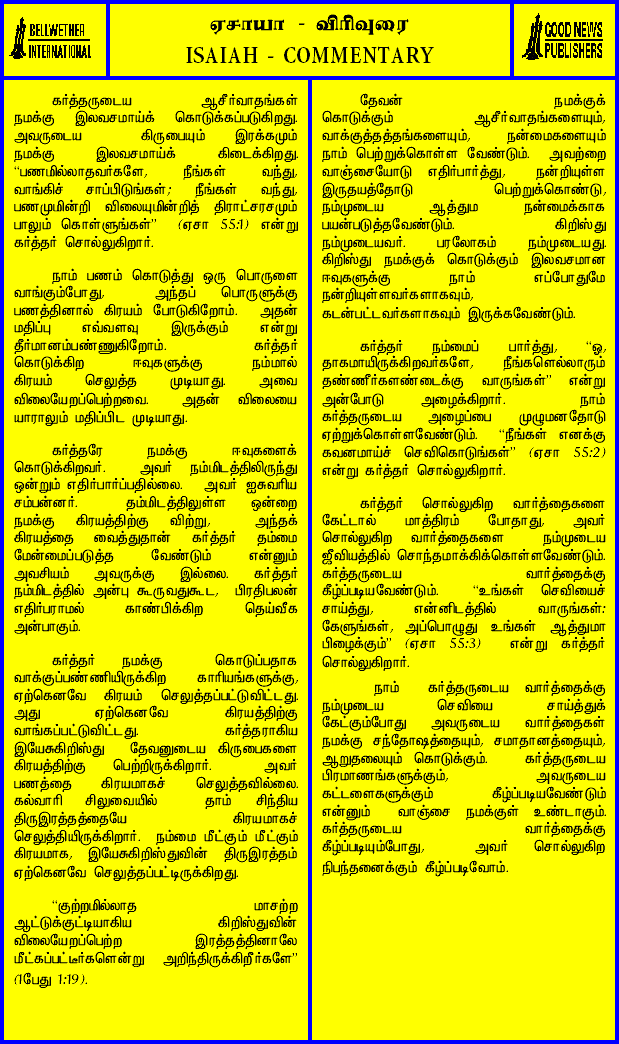 BELLWETHER
INTERNATIONAL
ஏசாயா - விரிவுரை
ISAIAH - COMMENTARY
GOOD NEWS
PUBLISHERS
கர்த்தருடைய ஆசீர்வாதங்கள்
நமக்கு இலவசமாய்க் கொடுக்கப்படுகிறது.
அவருடைய கிருபையும் இரக்கமும்
நமக்கு இலவசமாய்க் கிடைக்கிறது.
“பணமில்லாதவர்களே, நீங்கள் வந்து,
வாங்கிச் சாப்பிடுங்கள்; நீங்கள் வந்து,
பணமுமின்றி விலையுமின்றித் திராட்சரசமும்
பாலும் கொள்ளுங்கள்” (ஏசா 55:1) என்று
கர்த்தர் சொல்லுகிறார்.
நாம் பணம் கொடுத்து ஒரு பொருளை
வாங்கும்போது, அந்தப் பொருளுக்கு
பணத்தினால் கிரயம் போடுகிறோம். அதன்
மதிப்பு எவ்வளவு இருக்கும் என்று
தீர்மானம்பண்ணுகிறோம். கர்த்தர்
கொடுக்கிற ஈவுகளுக்கு நம்மால்
கிரயம் செலுத்த முடியாது. அவை
விலையேறப்பெற்றவை. அதன் விலையை
யாராலும் மதிப்பிட முடியாது.
கர்த்தரே நமக்கு ஈவுகளைக்
கொடுக்கிறவர். அவர் நம்மிடத்திலிருந்து
ஒன்றும் எதிர்பார்ப்பதில்லை. அவர் ஐசுவரிய
சம்பன்னர். தம்மிடத்திலுள்ள ஒன்றை
நமக்கு கிரயத்திற்கு விற்று, அந்தக்
கிரயத்தை வைத்துதான் கர்த்தர் தம்மை
மேன்மைப்படுத்த வேண்டும் என்னும்
அவசியம் அவருக்கு இல்லை. கர்த்தர்
நம்மிடத்தில் அன்பு கூருவதுகூட, பிரதிபலன்
எதிர்பராமல் காண்பிக்கிற தெய்வீக
அன்பாகும்.
கர்த்தர் நமக்கு கொடுப்பதாக
வாக்குப்பண்ணியிருக்கிற காரியங்களுக்கு,
ஏற்கெனவே கிரயம் செலுத்தப்பட்டுவிட்டது.
அது ஏற்கெனவே கிரயத்திற்கு
வாங்கப்பட்டுவிட்டது. கர்த்தராகிய
இயேசுகிறிஸ்து தேவனுடைய கிருபைகளை
கிரயத்திற்கு பெற்றிருக்கிறார். அவர்
பணத்தை கிரயமாகச் செலுத்தவில்லை.
கல்வாரி சிலுவையில் தாம் சிந்திய
திருஇரத்தத்தையே கிரயமாகச்
செலுத்தியிருக்கிறார். நம்மை மீட்கும் மீட்கும்
கிரயமாக, இயேசுகிறிஸ்துவின் திருஇரத்தம்
ஏற்கெனவே செலுத்தப்பட்டிருக்கிறது.
“குற்றமில்லாத மாசற்ற
ஆட்டுக்குட்டியாகிய கிறிஸ்துவின்
விலையேறப்பெற்ற இரத்தத்தினாலே
மீட்கப்பட்டீர்களென்று அறிந்திருக்கிறீர்களே”
(1பேது 1:19).
தேவன் நமக்குக்
கொடுக்கும் ஆசீர்வாதங்களையும்,
வாக்குத்தத்தங்களையும், நன்மைகளையும்
நாம் பெற்றுக்கொள்ள வேண்டும். அவற்றை
வாஞ்சையோடு எதிர்பார்த்து, நன்றியுள்ள
இருதயத்தோடு பெற்றுக்கொண்டு,
நம்முடைய ஆத்தும நன்மைக்காக
பயன்படுத்தவேண்டும். கிறிஸ்து
நம்முடையவர். பரலோகம் நம்முடையது.
கிறிஸ்து நமக்குக் கொடுக்கும் இலவசமான
ஈவுகளுக்கு நாம் எப்போதுமே
நன்றியுள்ளவர்களாகவும்,
கடன்பட்டவர்களாகவும் இருக்கவேண்டும்.
கர்த்தர் நம்மைப் பார்த்து, “ஓ,
தாகமாயிருக்கிறவர்களே, நீங்களெல்லாரும்
தண்ணீர்களண்டைக்கு வாருங்கள்” என்று
அன்போடு அழைக்கிறார். நாம்
கர்த்தருடைய அழைப்பை முழுமனதோடு
ஏற்றுக்கொள்ளவேண்டும். “நீங்கள் எனக்கு
கவனமாய்ச் செவிகொடுங்கள்” (ஏசா 55:2)
என்று கர்த்தர் சொல்லுகிறார்.
கர்த்தர் சொல்லுகிற வார்த்தைகளை
கேட்டால் மாத்திரம் போதாது, அவர்
சொல்லுகிற வார்த்தைகளை நம்முடைய
ஜீவியத்தில் சொந்தமாக்கிக்கொள்ளவேண்டும்.
கர்த்தருடைய வார்த்தைக்கு
கீழ்ப்படியவேண்டும். “உங்கள் செவியைச்
சாய்த்து, என்னிடத்தில் வாருங்கள்:
கேளுங்கள், அப்பொழுது உங்கள் ஆத்துமா
பிழைக்கும்” (ஏசா 55:3) என்று கர்த்தர்
சொல்லுகிறார்.
நாம் கர்த்தருடைய வார்த்தைக்கு
நம்முடைய செவியை சாய்த்துக்
கேட்கும்போது அவருடைய வார்த்தைகள்
நமக்கு சந்தோஷத்தையும், சமாதானத்தையும்,
ஆறுதலையும் கொடுக்கும். கர்த்தருடைய
பிரமாணங்களுக்கும், அவருடைய
கட்டளைகளுக்கும் கீழ்ப்படியவேண்டும்
என்னும் வாஞ்சை நமக்குள் உண்டாகும்.
கர்த்தருடைய வார்த்தைக்கு
கீழ்ப்படியும்போது, அவர் சொல்லுகிற
நிபந்தனைக்கும் கீழ்ப்படிவோம்.